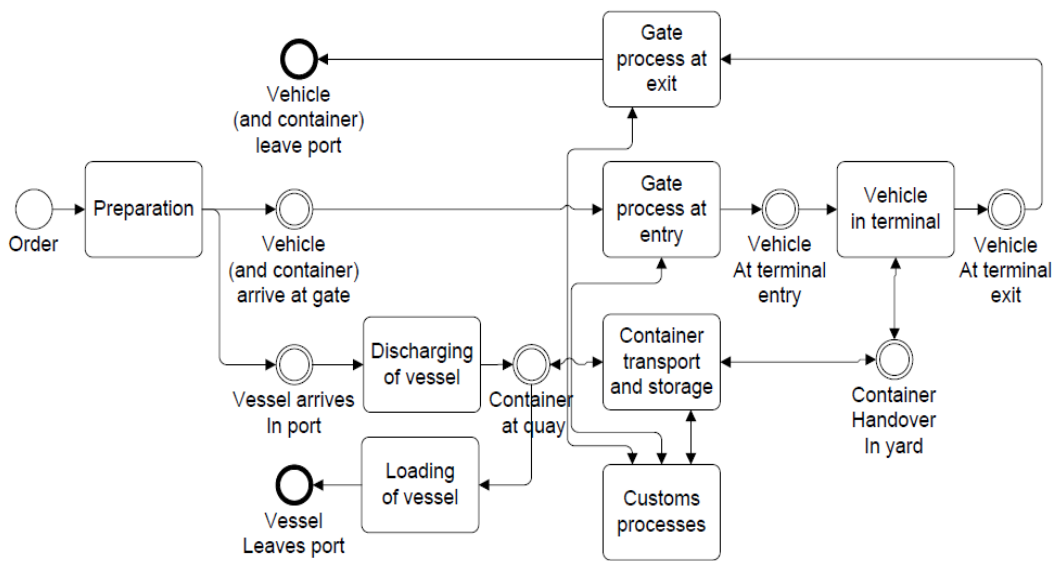 Gate
process at
exit
Vehicle
(and container)
leave port
Order
Preparation
Vehicle
(and container)
arrive at gate
Gate
process at
entry
Vehicle
At terminal
entry
Vehicle
in terminal
Vehicle
At terminal
exit
Vessel arrives
In port
Discharging
of vessel
Container
at quay
Container
transport
and storage
Container
Handover
In yard
Vessel
Leaves port
Loading
of vessel
Customs
processes